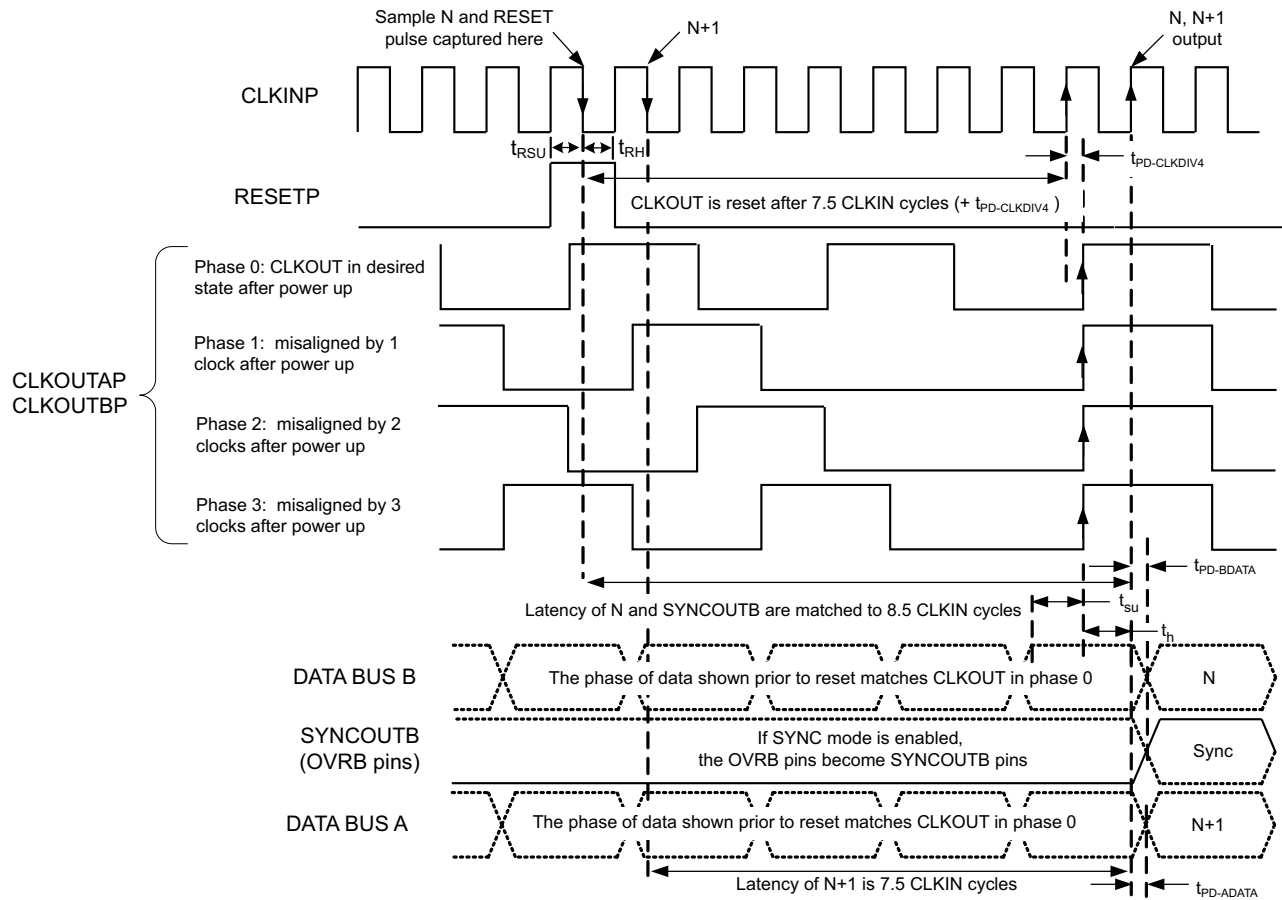 Sample N and RESET
pulse captured here
N+1
N, N+1
output
CLKINP
tRSU
tRH
tPD-CLKDIV4
RESETP
CLKOUT is reset after 7.5 CLKIN cycles (+ tPD-CLKDIV4 )
CLKOUTAP
CLKOUTBP
Phase 0: CLKOUT in desired
state after power up
Phase 1: misaligned by 1
clock after power up
Phase 2: misaligned by 2
clocks after power up
Phase 3: misaligned by 3
clocks after power up
tPD-BDATA
Latency of N and SYNCOUTB are matched to 8.5 CLKIN cycles
tsu
th
DATA BUS B
The phase of data shown prior to reset matches CLKOUT in phase 0
N
SYNCOUTB
(OVRB pins)
If SYNC mode is enabled,
the OVRB pins become SYNCOUTB pins
Sync
DATA BUS A
The phase of data shown prior to reset matches CLKOUT in phase 0
N+1
Latency of N+1 is 7.5 CLKIN cycles
tPD-ADATA